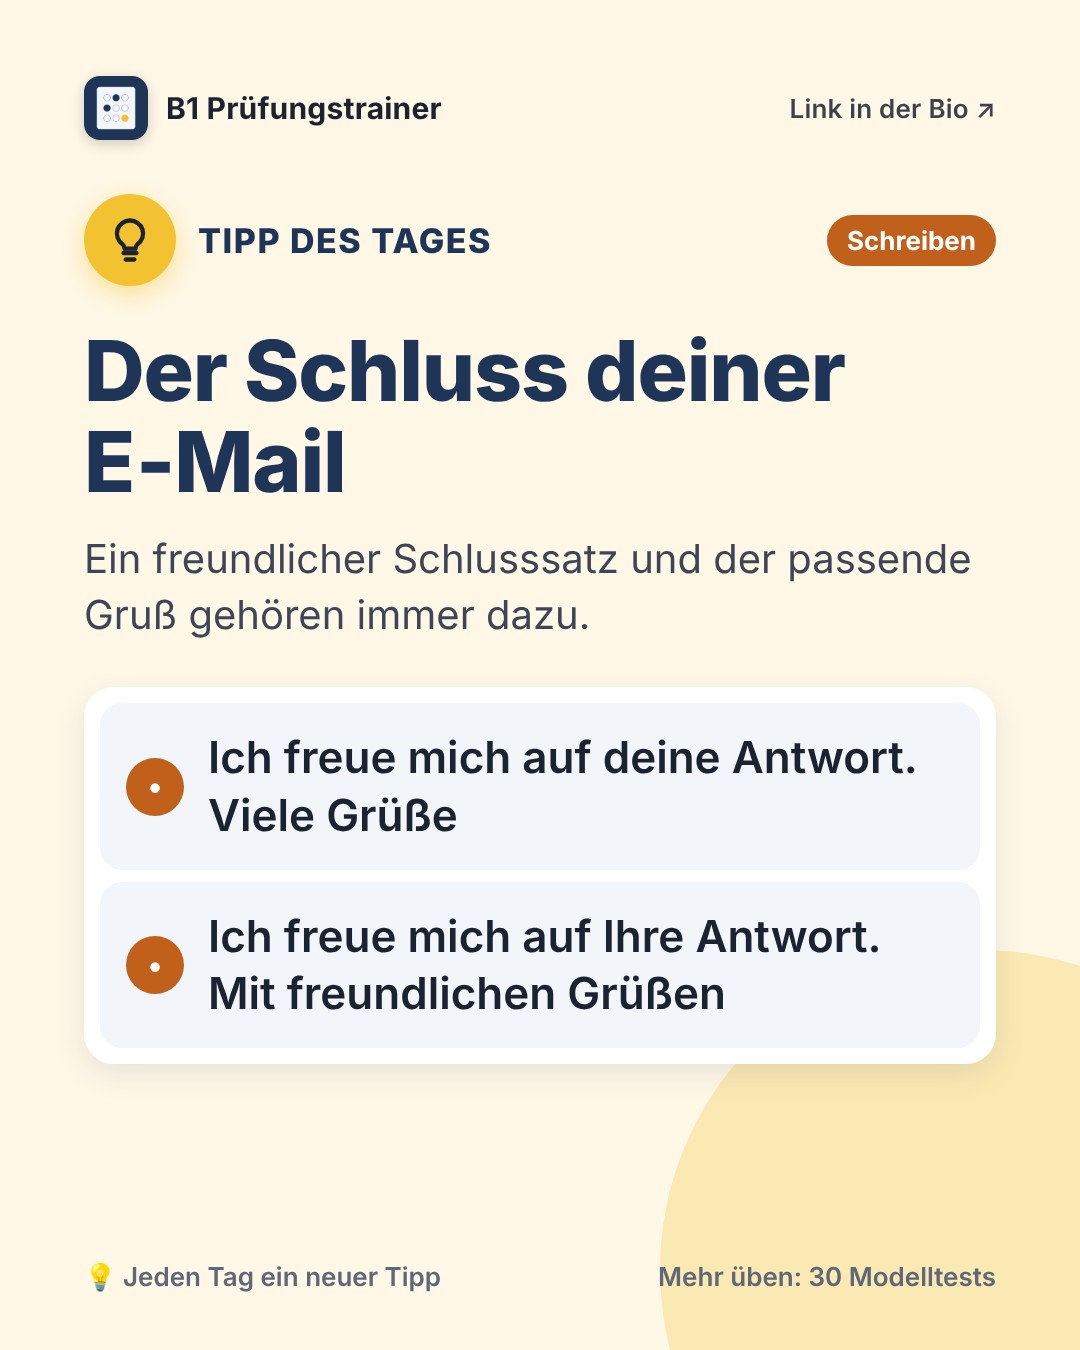 B1 Prüfungstrainer
Link in der Bio ↗
TIPP DES TAGES
Schreiben
Der Schluss deiner
E-Mail
Ein freundlicher Schlusssatz und der passende
Gruß gehören immer dazu.
Ich freue mich auf deine Antwort.
Viele Grüße
Ich freue mich auf Ihre Antwort.
Mit freundlichen Grüßen
💡 Jeden Tag ein neuer Tipp
Mehr üben: 30 Modelltests